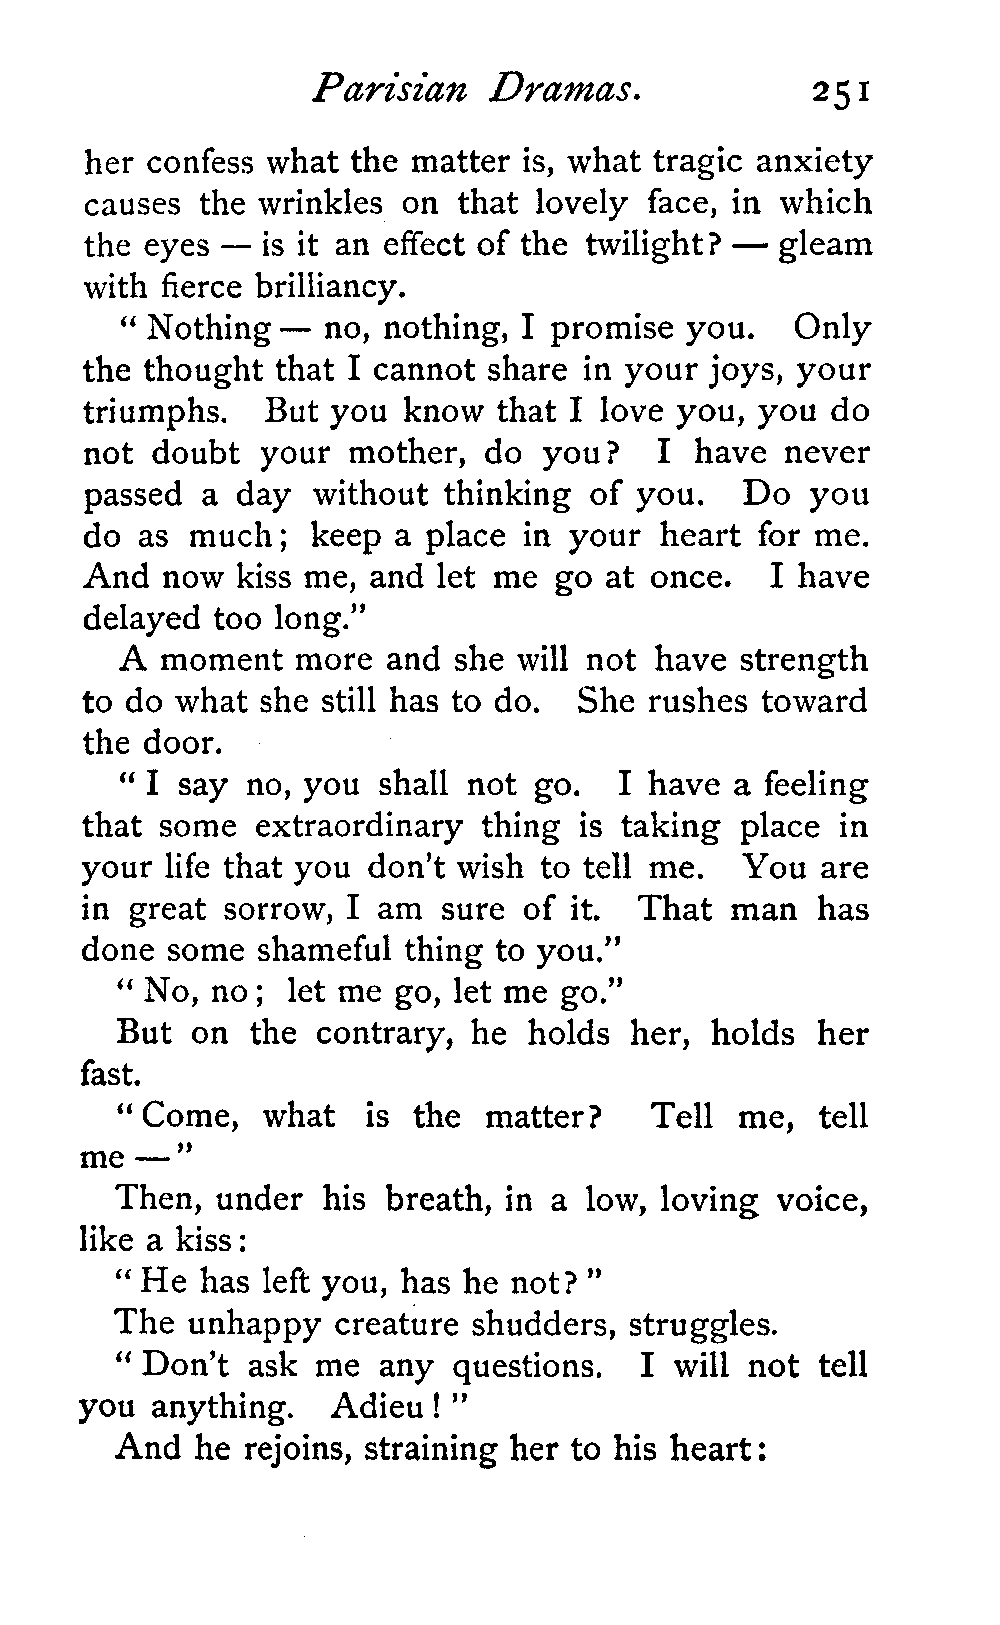 Parisian Dramas. 251
her confess what the matter is, what tragic anxiety
causes the wrinkles on that lovely face, in which
the eyes — is it an effect of the twilight? — gleam
with fierce brilliancy.
“ Nothing — no, nothing, I promise you. Only
the thought that I cannot share in your joys, your
triumphs. But you know that I love you, you do
not doubt your mother, do you? I have never
passed a day without thinking of you. Do you
do as much; keep a place in your heart for me.
And now kiss me, and let me go at once. I have
delayed too long.”
A moment more and she will not have strength
to do what she still has to do. She rushes toward
the door.
“ I say no, you shall not go. I have a feeling
that some extraordinary thing is taking place in
your life that you don’t wish to tell me. You are
in great sorrow, I am sure of it. That man has
done some shameful thing to you.”
“ No, no; let me go, let me go.”
But on the contrary, he holds her, holds her
fast.
“ Come, what is the matter? Tell me, tell
me — ”
Then, under his breath, in a low, loving voice,
like a kiss:
“ He has left you, has he not? ”
The unhappy creature shudders, struggles.
“ Don’t ask me any questions. I will not tell
you anything. Adieu! ”
And he rejoins, straining her to his heart: